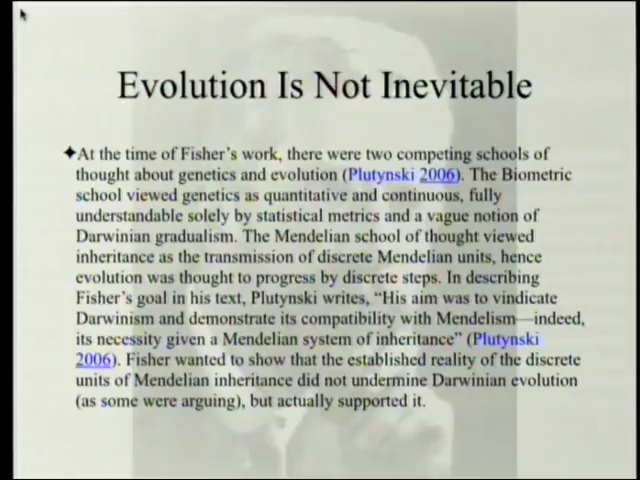 Evolution Is Not Inevitable
✦At the time of Fisher's work, there were two competing schools of
thought about genetics and evolution (Plutynski 2006). The Biometric
school viewed genetics as quantitative and continuous, fully
understandable solely by statistical metrics and a vague notion of
Darwinian gradualism. The Mendelian school of thought viewed
inheritance as the transmission of discrete Mendelian units, hence
evolution was thought to progress by discrete steps. In describing
Fisher's goal in his text, Plutynski writes, “His aim was to vindicate
Darwinism and demonstrate its compatibility with Mendelism—indeed,
its necessity given a Mendelian system of inheritance” (Plutynski
2006). Fisher wanted to show that the established reality of the discrete
units of Mendelian inheritance did not undermine Darwinian evolution
(as some were arguing), but actually supported it.